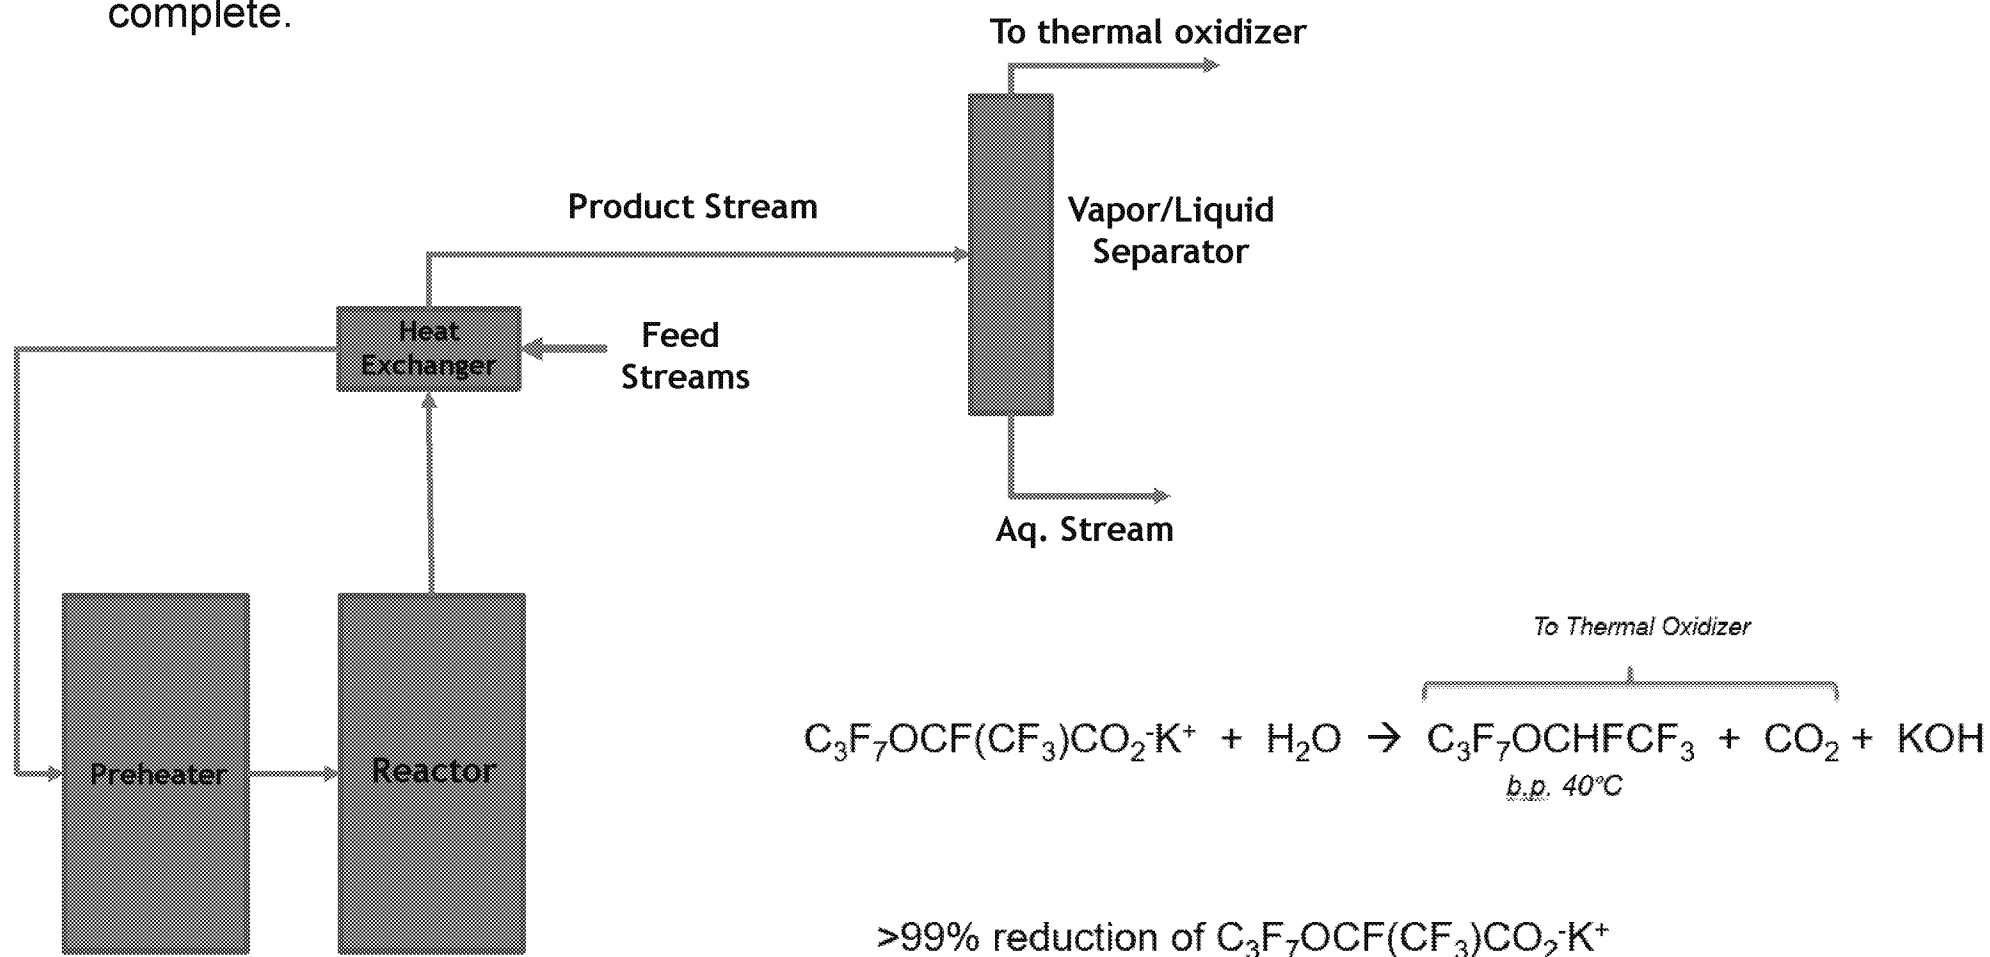 complete.
To thermal oxidizer
Product Stream
Vapor/Liquid
Separator
Heat
Exchanger
Feed
Streams
Aq. Stream
Preheater
Reactor
To Thermal Oxidizer
C₃F₇OCF(CF₃)CO₂⁻K⁺ + H₂O → C₃F₇OCHFCF₃ + CO₂ + KOH
b.p. 40°C
>99% reduction of C₃F₇OCF(CF₃)CO₂⁻K⁺